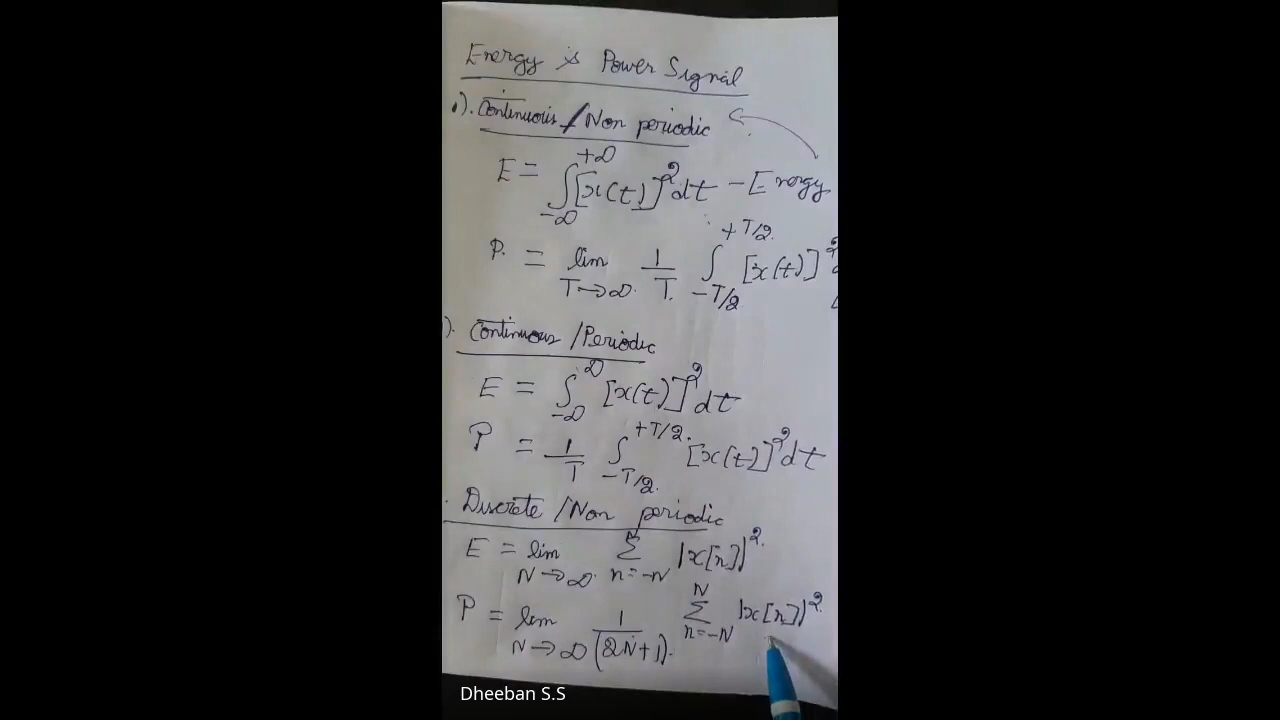 Energy & Power Signal
1). Continuous / Non periodic
E = ∫_{-∞}^{+∞} [x(t)]² dt - Energy
P. = lim_{T→∞} 1/T ∫_{-T/2}^{+T/2} [x(t)]²
). Continuous / Periodic
E = ∫_{-∞}^{∞} [x(t)]² dt
P = 1/T ∫_{-T/2}^{+T/2} [x(t)]² dt
. Discrete / Non periodic
E = lim_{N→∞} Σ_{n=-N}^{N} |x[n]|²
P = lim_{N→∞} 1/(2N+1) Σ_{n=-N}^{N} |x[n]|²
Dheeban S.S